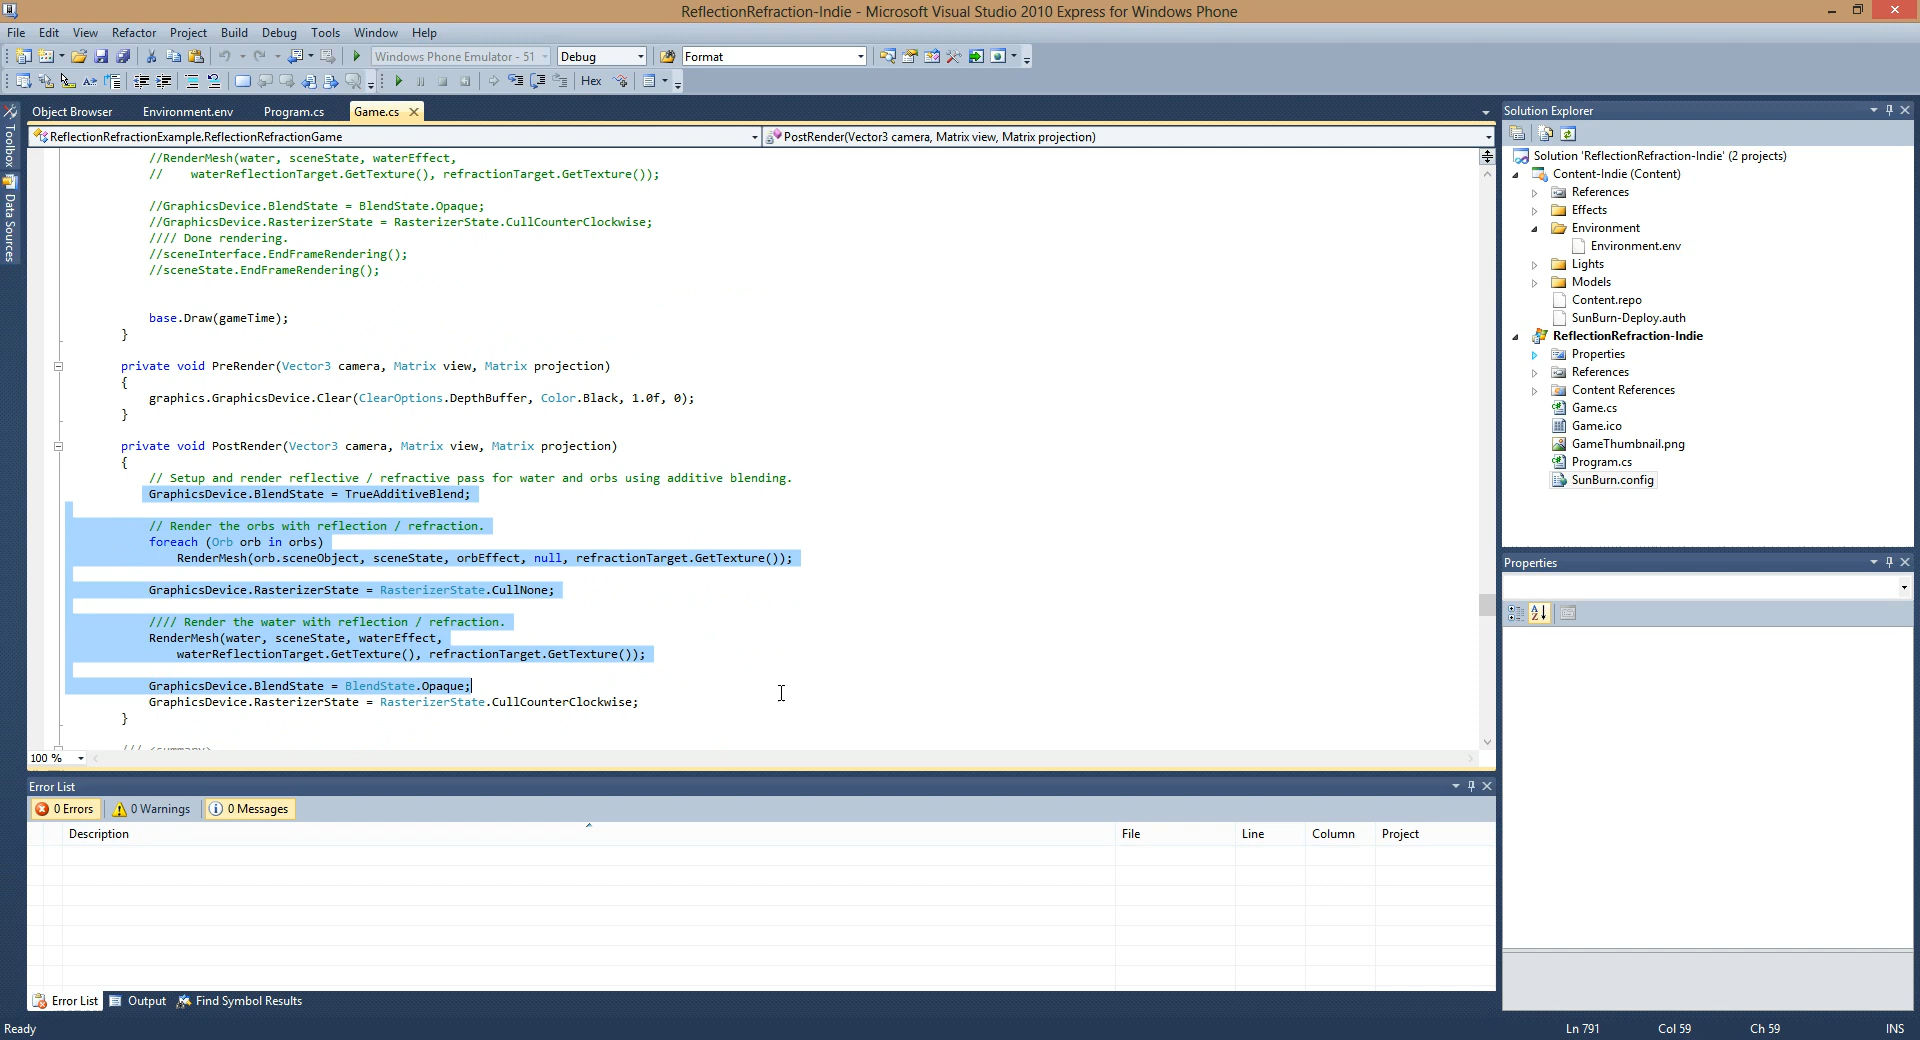 ReflectionRefraction-Indie - Microsoft Visual Studio 2010 Express for Windows Phone
File Edit View Refactor Project Build Debug Tools Window Help
Windows Phone Emulator - 51 Debug Format
Hex
Object Browser Environment.env Program.cs Game.cs
ReflectionRefractionExample.ReflectionRefractionGame PostRender(Vector3 camera, Matrix view, Matrix projection)
Toolbox
Data Sources
//RenderMesh(water, sceneState, waterEffect,
//    waterReflectionTarget.GetTexture(), refractionTarget.GetTexture());
//GraphicsDevice.BlendState = BlendState.Opaque;
//GraphicsDevice.RasterizerState = RasterizerState.CullCounterClockwise;
//// Done rendering.
//sceneInterface.EndFrameRendering();
//sceneState.EndFrameRendering();
base.Draw(gameTime);
}
private void PreRender(Vector3 camera, Matrix view, Matrix projection)
{
graphics.GraphicsDevice.Clear(ClearOptions.DepthBuffer, Color.Black, 1.0f, 0);
}
private void PostRender(Vector3 camera, Matrix view, Matrix projection)
{
// Setup and render reflective / refractive pass for water and orbs using additive blending.
GraphicsDevice.BlendState = TrueAdditiveBlend;
// Render the orbs with reflection / refraction.
foreach (Orb orb in orbs)
RenderMesh(orb.sceneObject, sceneState, orbEffect, null, refractionTarget.GetTexture());
GraphicsDevice.RasterizerState = RasterizerState.CullNone;
//// Render the water with reflection / refraction.
RenderMesh(water, sceneState, waterEffect,
waterReflectionTarget.GetTexture(), refractionTarget.GetTexture());
GraphicsDevice.BlendState = BlendState.Opaque;
GraphicsDevice.RasterizerState = RasterizerState.CullCounterClockwise;
}
/// <summary>
100 %
Solution Explorer
Solution 'ReflectionRefraction-Indie' (2 projects)
Content-Indie (Content)
References
Effects
Environment
Environment.env
Lights
Models
Content.repo
SunBurn-Deploy.auth
ReflectionRefraction-Indie
Properties
References
Content References
Game.cs
Game.ico
GameThumbnail.png
Program.cs
SunBurn.config
Properties
Error List
0 Errors 0 Warnings 0 Messages
Description File Line Column Project
Error List Output Find Symbol Results
Ready Ln 791 Col 59 Ch 59 INS